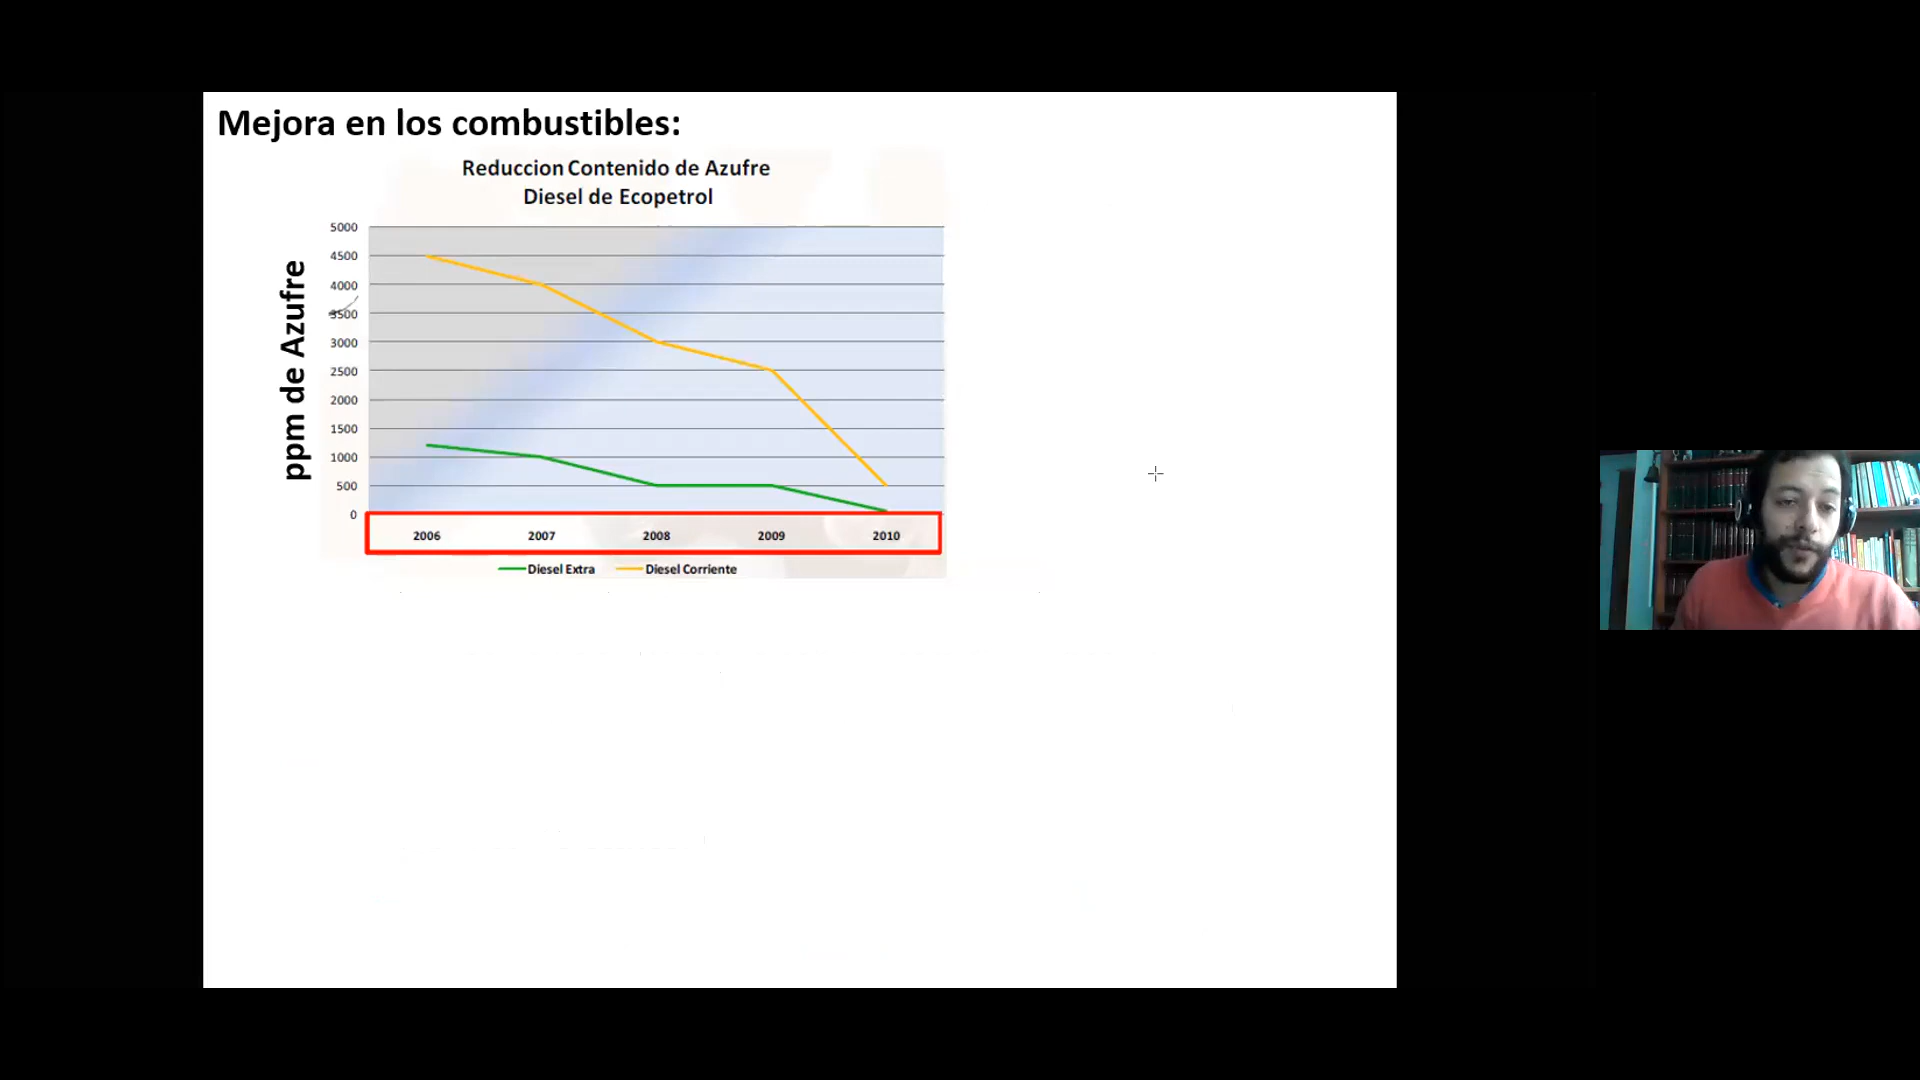 Mejora en los combustibles:
Reduccion Contenido de Azufre
Diesel de Ecopetrol
ppm de Azufre
5000
4500
4000
3500
3000
2500
2000
1500
1000
500
0
2006 2007 2008 2009 2010
Diesel Extra Diesel Corriente